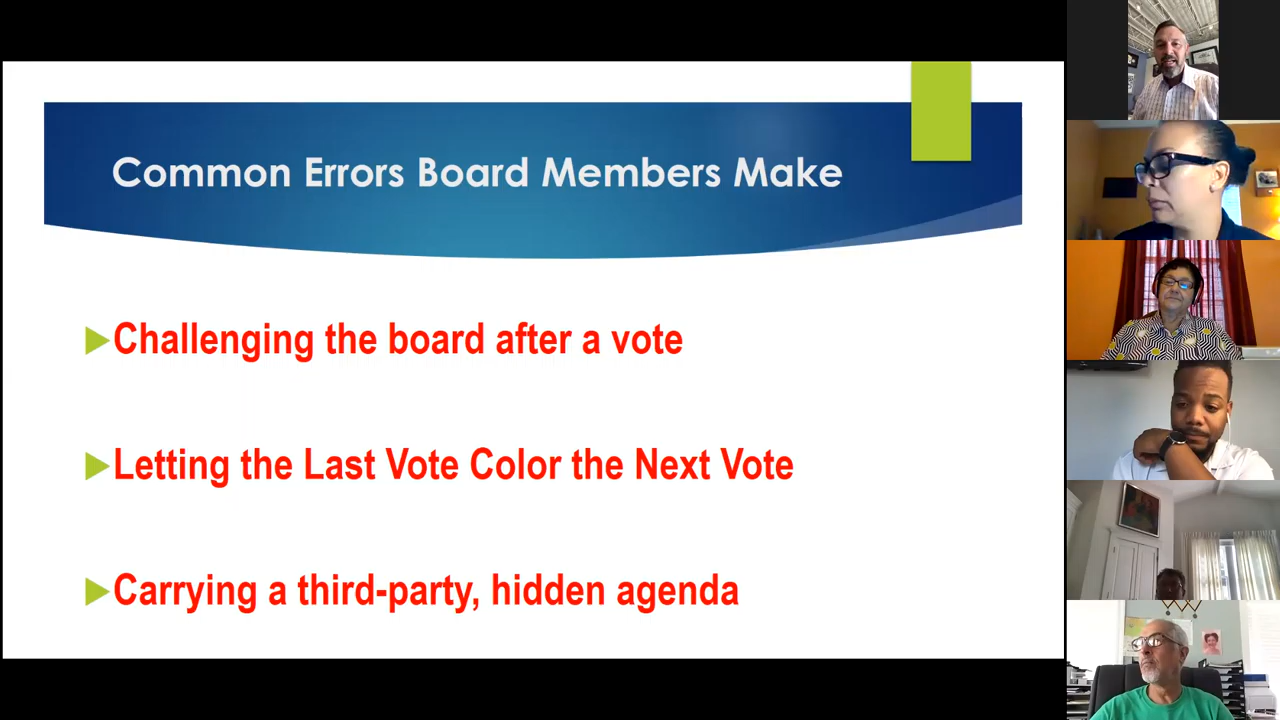 Common Errors Board Members Make
Challenging the board after a vote
Letting the Last Vote Color the Next Vote
Carrying a third-party, hidden agenda